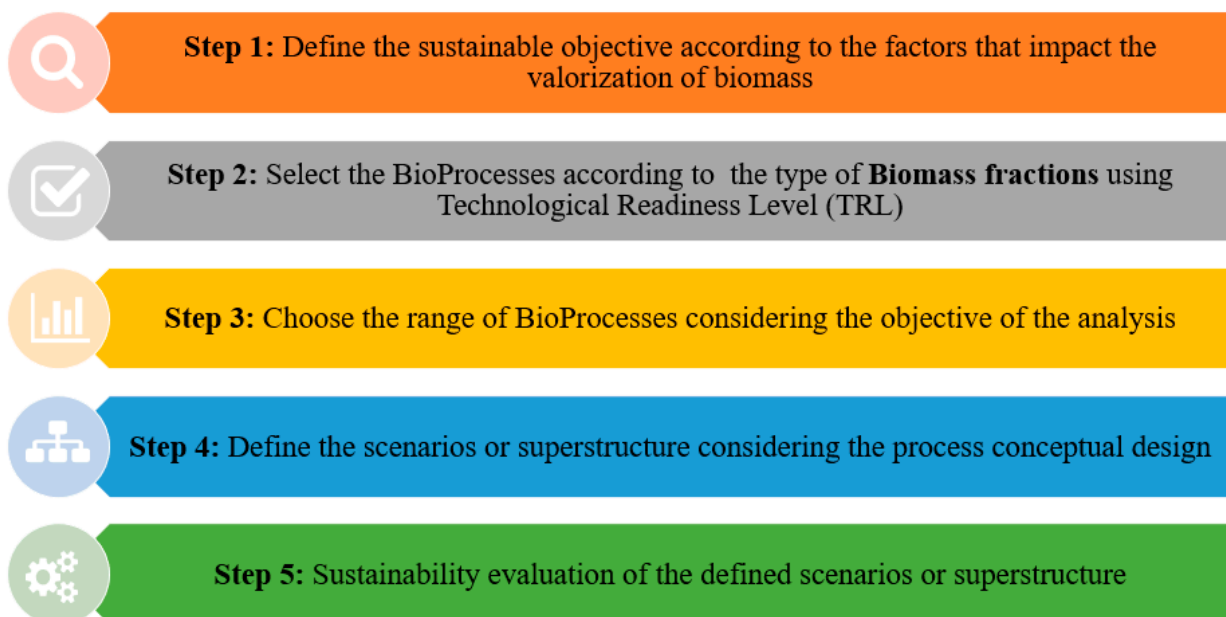 Step 1: Define the sustainable objective according to the factors that impact the
valorization of biomass
Step 2: Select the BioProcesses according to the type of Biomass fractions using
Technological Readiness Level (TRL)
Step 3: Choose the range of BioProcesses considering the objective of the analysis
Step 4: Define the scenarios or superstructure considering the process conceptual design
Step 5: Sustainability evaluation of the defined scenarios or superstructure